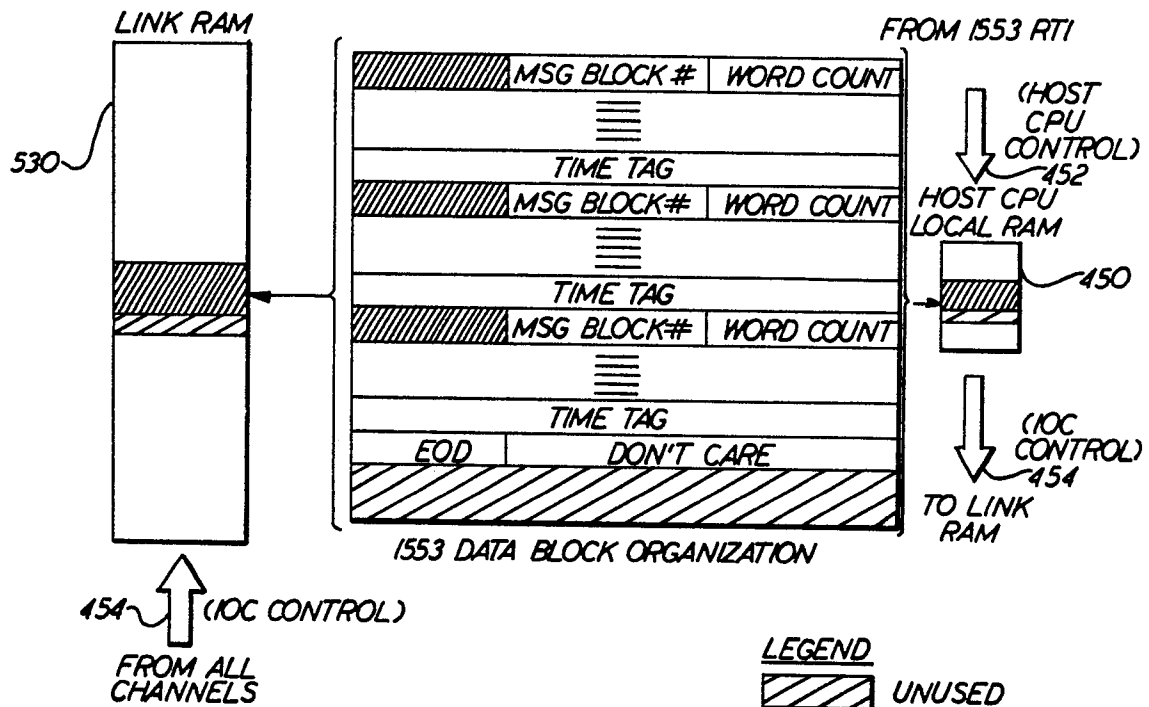 LINK RAM
530
454
(IOC CONTROL)
FROM ALL
CHANNELS
MSG BLOCK # WORD COUNT
TIME TAG
MSG BLOCK# WORD COUNT
TIME TAG
MSG BLOCK# WORD COUNT
TIME TAG
EOD DON'T CARE
1553 DATA BLOCK ORGANIZATION
FROM 1553 RTI
(HOST
CPU
CONTROL)
452
HOST CPU
LOCAL RAM
450
(IOC
CONTROL)
454
TO LINK
RAM
LEGEND
UNUSED